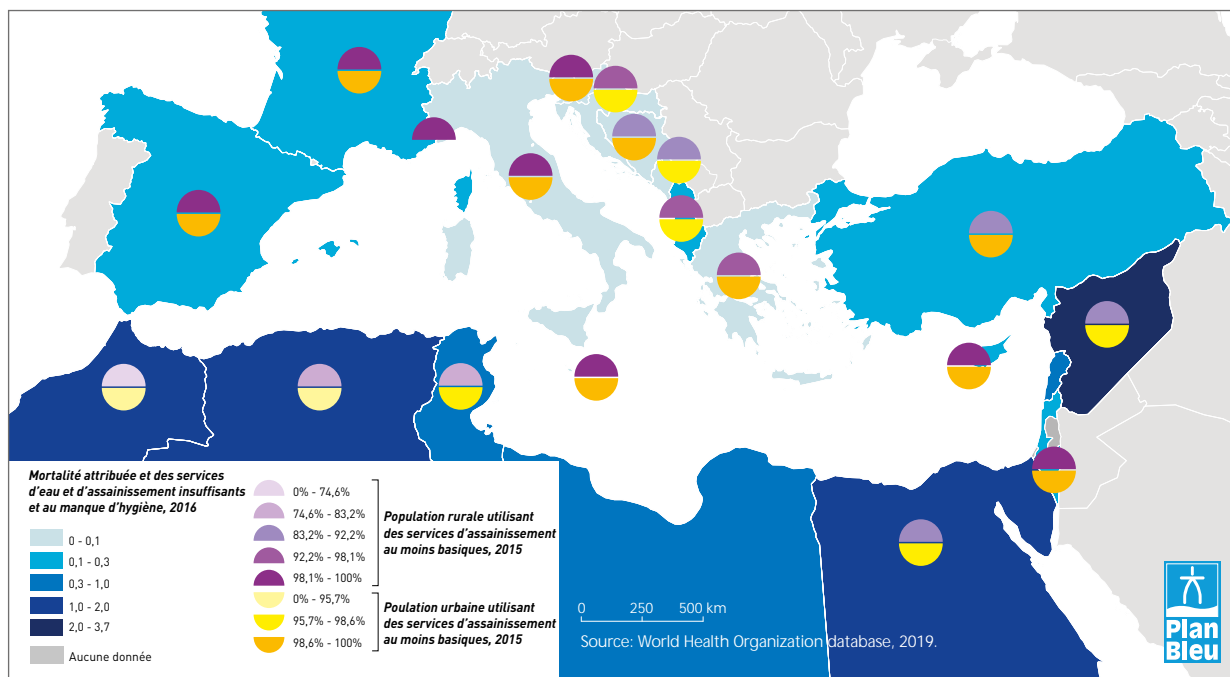 Mortalité attribuée et des services
d'eau et d'assainissement insuffisants
et au manque d'hygiène, 2016
0 - 0,1
0,1 - 0,3
0,3 - 1,0
1,0 - 2,0
2,0 - 3,7
Aucune donnée
0% - 74,6%
74,6% - 83,2%
83,2% - 92,2%
92,2% - 98,1%
98,1% - 100%
0% - 95,7%
95,7% - 98,6%
98,6% - 100%
Population rurale utilisant
des services d'assainissement
au moins basiques, 2015
Poulation urbaine utilisant
des services d'assainissement
au moins basiques, 2015
0 250 500 km
Source: World Health Organization database, 2019.
Plan
Bleu